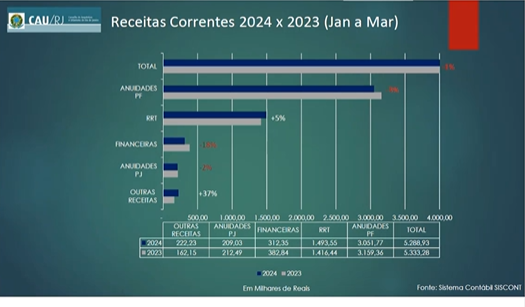 CAU/RJ
Receitas Correntes 2024 x 2023 (Jan a Mar)
TOTAL
ANUIDADES
PF
RRT
+5%
FINANCEIRAS
ANUIDADES
PJ
OUTRAS
RECEITAS
+37%
500,00 1.000,00 1.500,00 2.000,00 2.500,00 3.000,00 3.500,00 4.000,00
OUTRAS RECEITAS ANUIDADES PJ FINANCEIRAS RRT ANUIDADES PF TOTAL
2024 222,23 209,03 312,35 1.493,55 3.051,77 5.288,93
2023 162,15 212,49 382,84 1.416,44 3.159,36 5.333,28
2024 2023
Em Milhares de Reais
Fonte: Sistema Contábil SISCONT